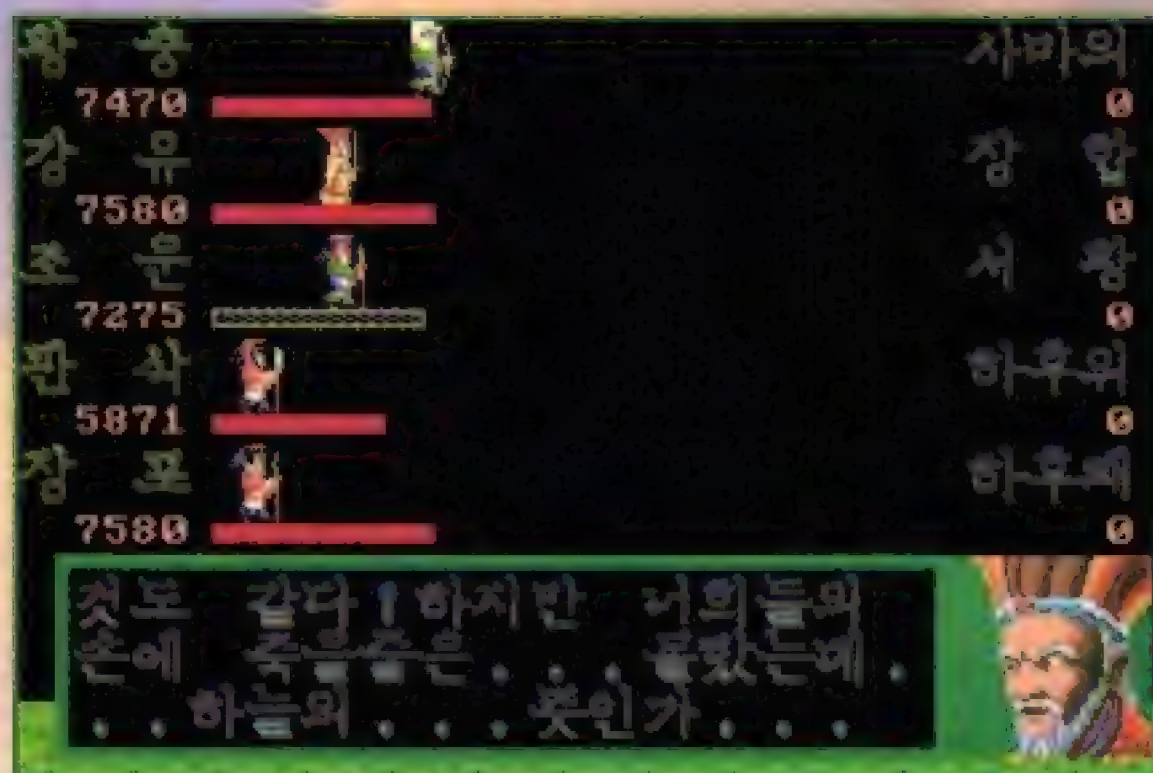 황 충 사마의
7470 0
강 유 장 합
7580 0
조 운 서 황
7275 0
관 삭 하후위
5871 0
장 포 하후패
7580 0
것도 같다!하지만 너희들의
손에 죽을줄은...몰랐는데.
..하늘의...뜻인가...